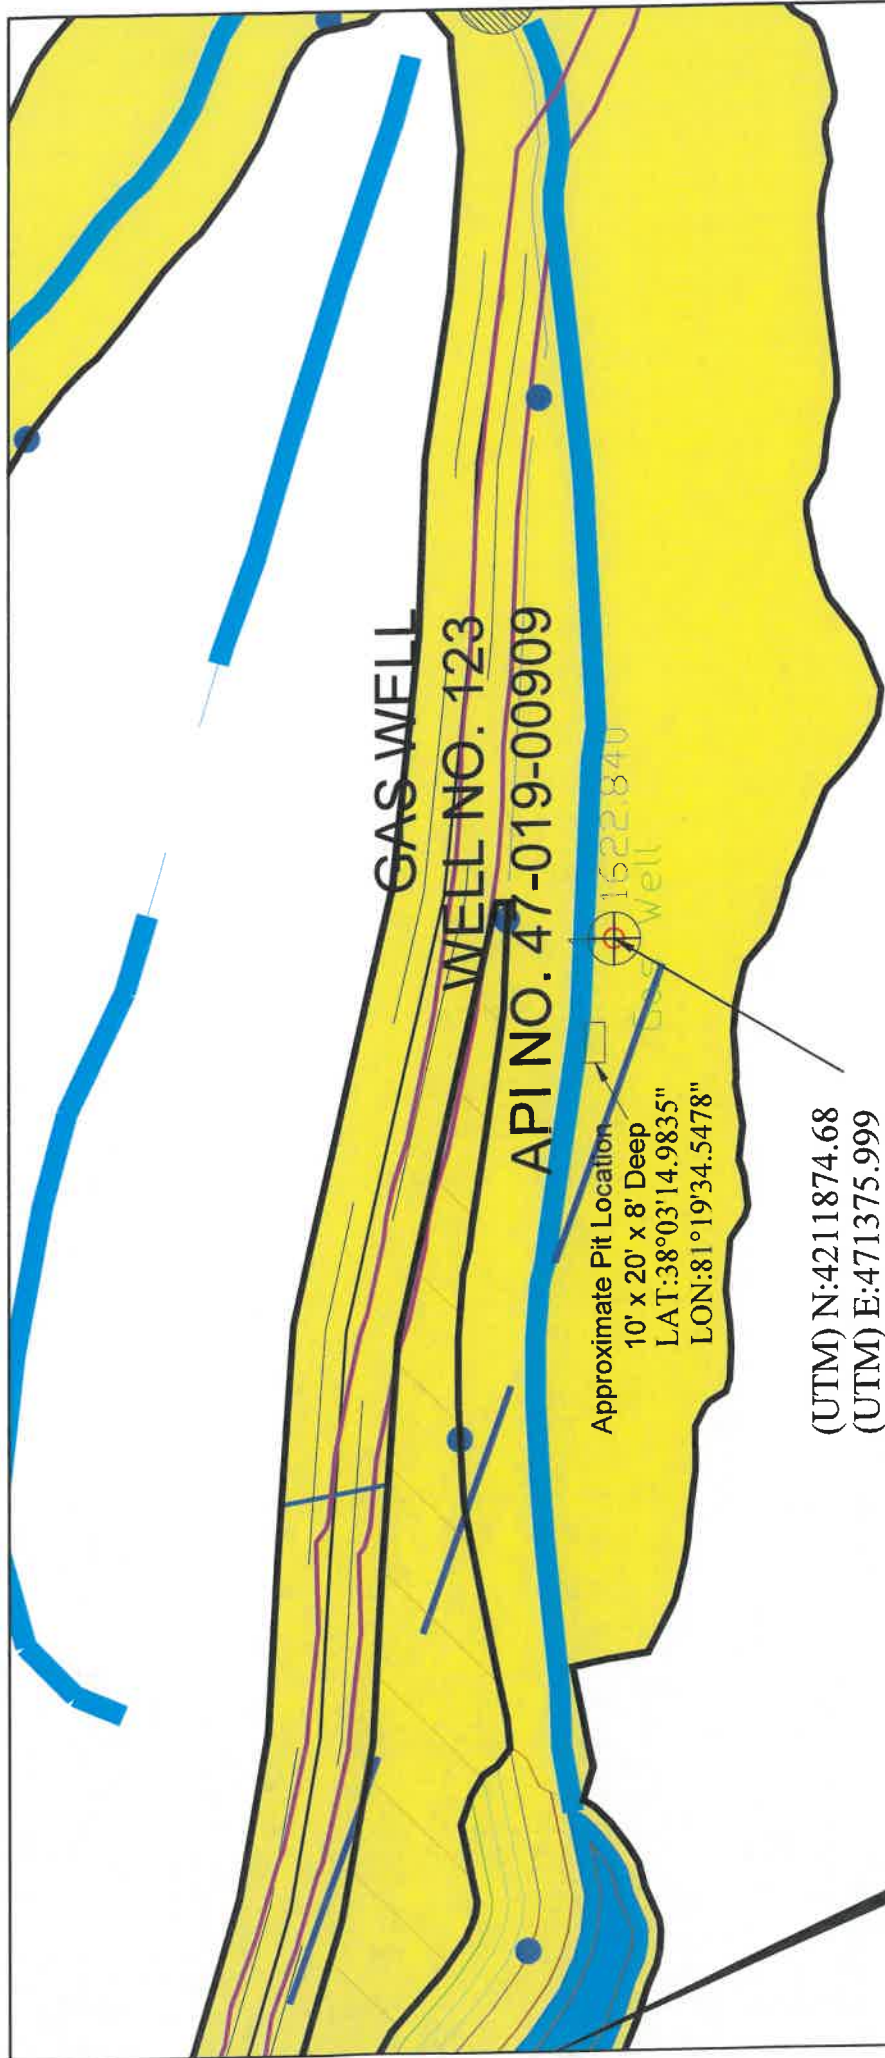 GAS WELL
WELL NO. 123
API NO. 47-019-00909
1622.840
Gas Well
Approximate Pit Location
10' x 20' x 8' Deep
LAT:38°03'14.9835"
LON:81°19'34.5478"
(UTM) N:4211874.68
(UTM) E:471375.999